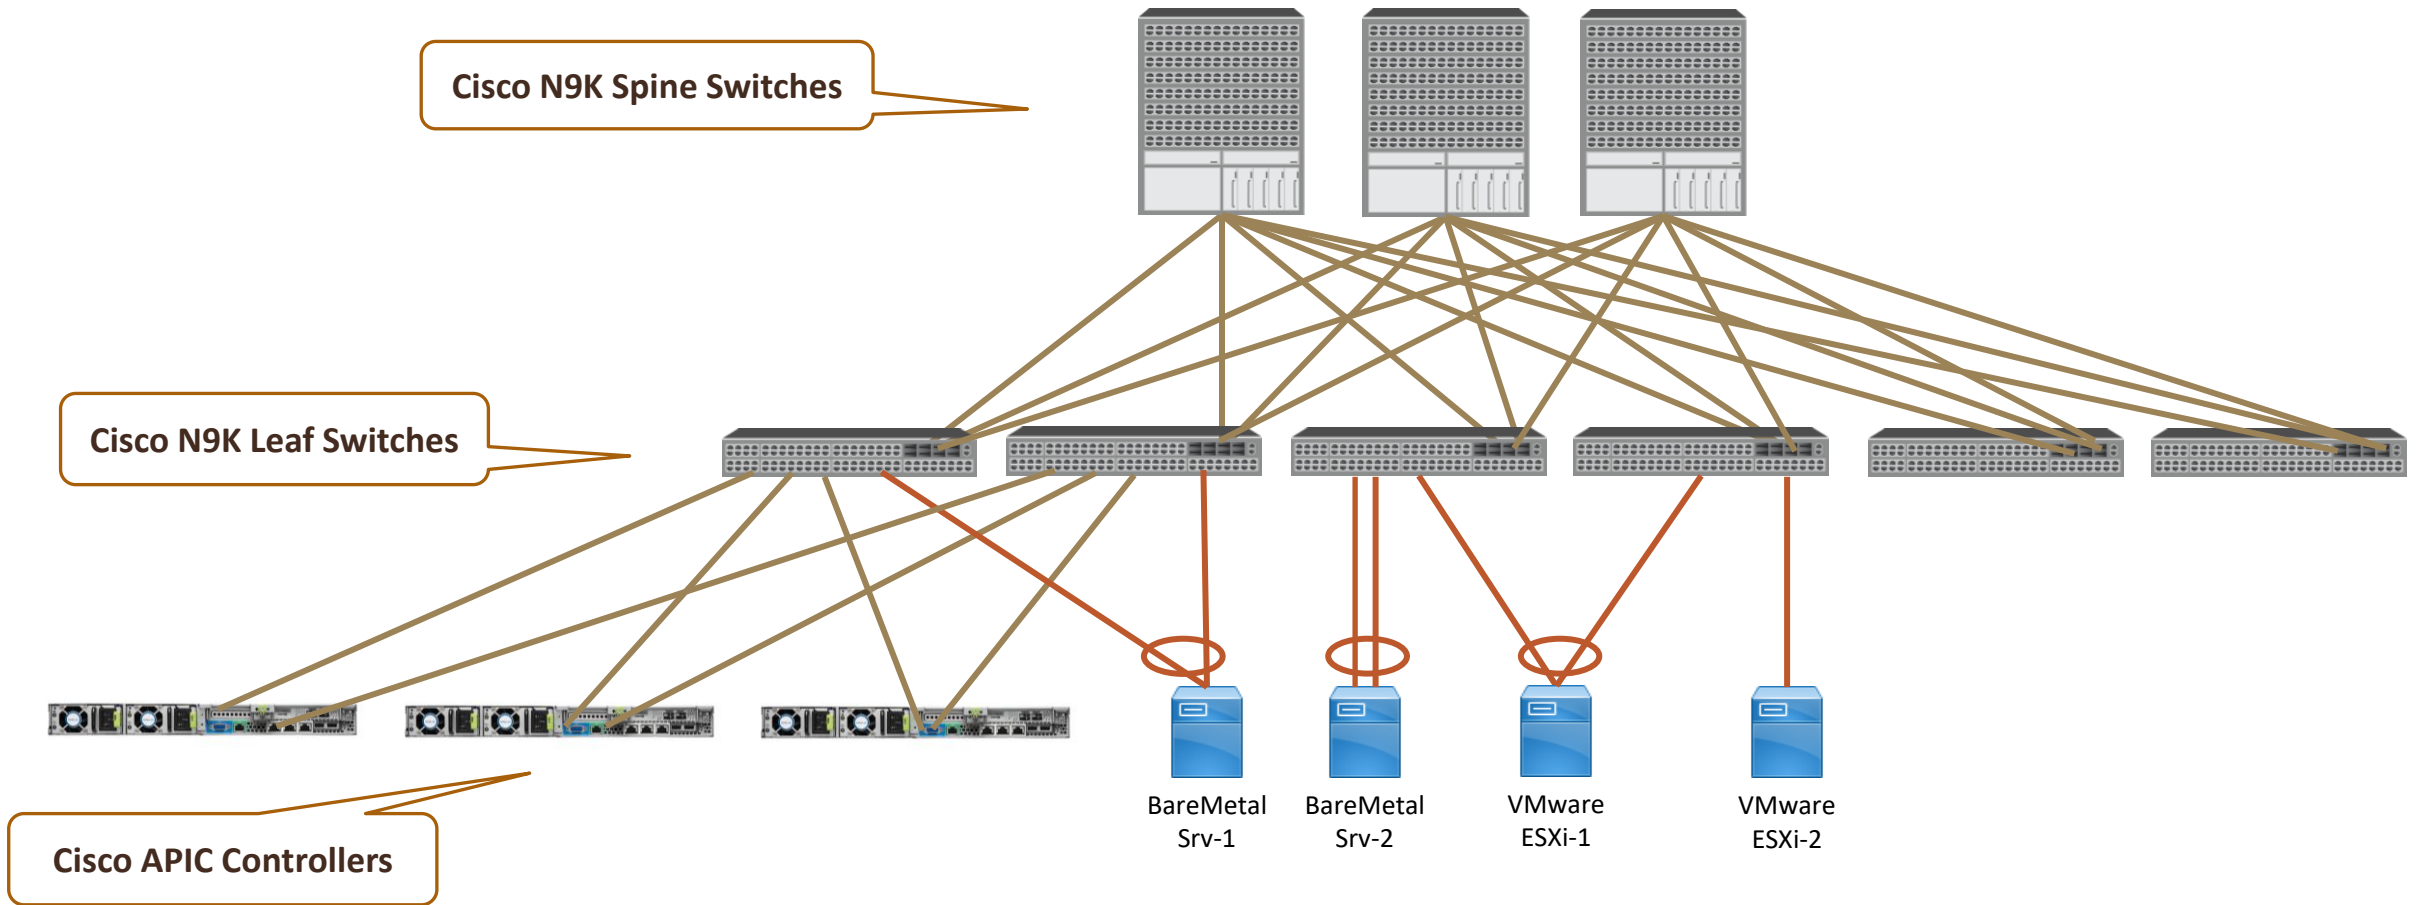 Cisco N9K Spine Switches
Cisco N9K Leaf Switches
Cisco APIC Controllers
BareMetal
Srv-1
BareMetal
Srv-2
VMware
ESXi-1
VMware
ESXi-2